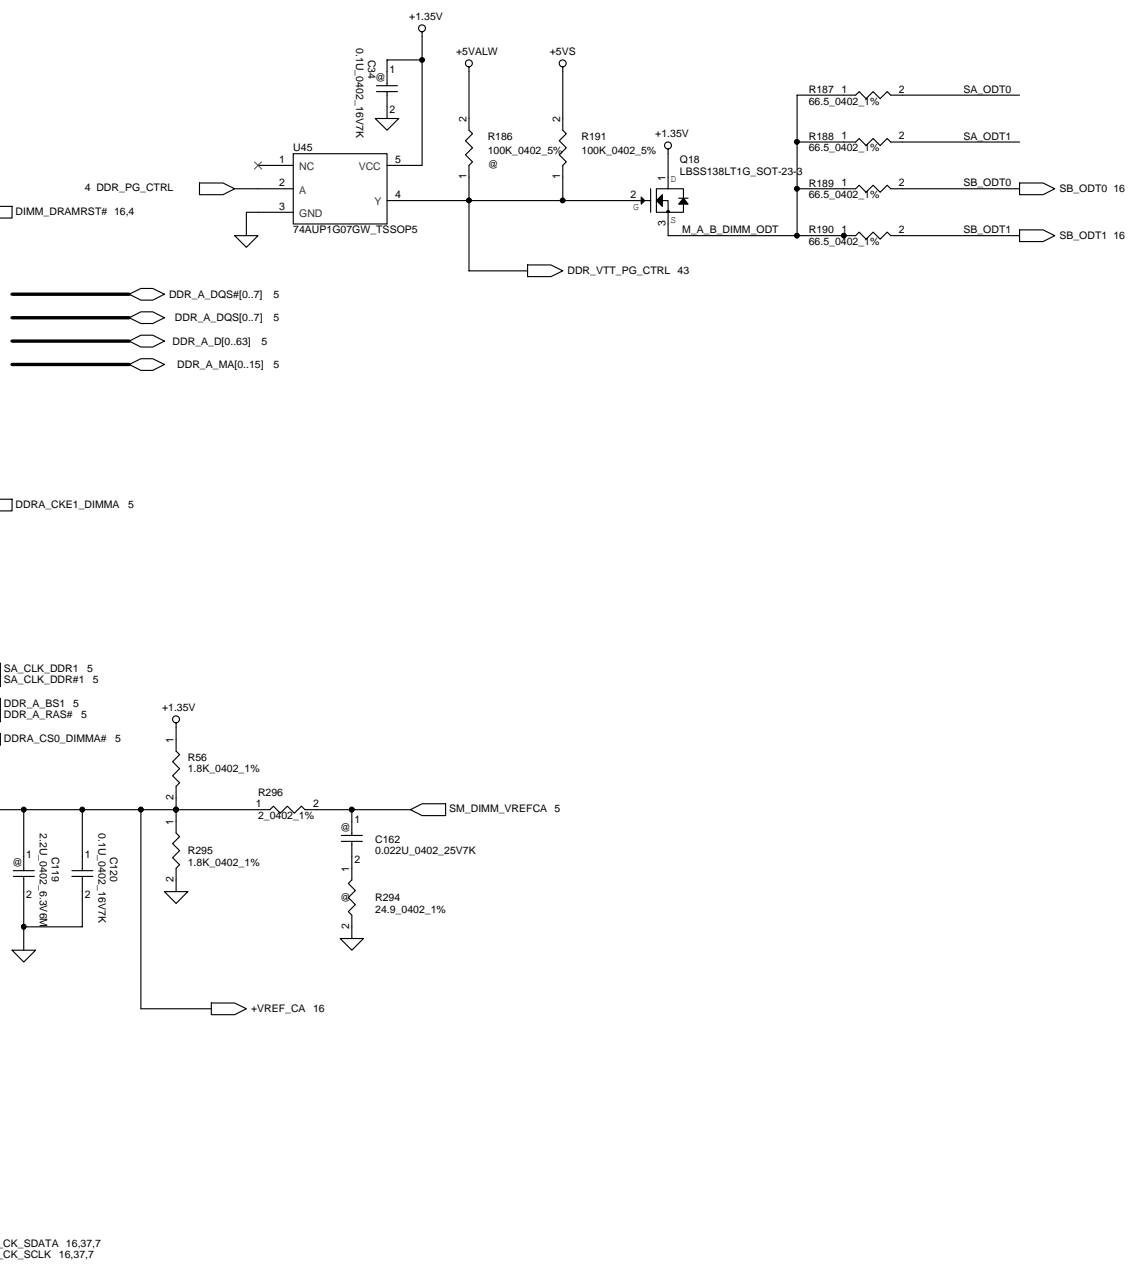 +1.35V
+5VALW
+5VS
C34
0.1U_0402_16V7K
@
1
2
2
1
R186
100K_0402_5%
@
2
1
R191
100K_0402_5%
+1.35V
Q18
LBSS138LT1G_SOT-23-3
1
D
2
G
3
S
M_A_B_DIMM_ODT
U45
1
NC
VCC
5
2
A
Y
4
3
GND
74AUP1G07GW_TSSOP5
4 DDR_PG_CTRL
DDR_VTT_PG_CTRL 43
R187 1 2 SA_ODT0
66.5_0402_1%
R188 1 2 SA_ODT1
66.5_0402_1%
R189 1 2 SB_ODT0 SB_ODT0 16
66.5_0402_1%
R190 1 2 SB_ODT1 SB_ODT1 16
66.5_0402_1%
DIMM_DRAMRST# 16,4
DDR_A_DQS#[0..7] 5
DDR_A_DQS[0..7] 5
DDR_A_D[0..63] 5
DDR_A_MA[0..15] 5
DDRA_CKE1_DIMMA 5
SA_CLK_DDR1 5
SA_CLK_DDR#1 5
DDR_A_BS1 5
DDR_A_RAS# 5
DDRA_CS0_DIMMA# 5
+1.35V
1
2
R56
1.8K_0402_1%
R296
1 2
2_0402_1%
SM_DIMM_VREFCA 5
1
2
R295
1.8K_0402_1%
@
1
2
C162
0.022U_0402_25V7K
@
1
2
R294
24.9_0402_1%
@
1
2
C119
2.2U_0402_6.3V6M
1
2
C120
0.1U_0402_16V7K
+VREF_CA 16
_CK_SDATA 16,37,7
_CK_SCLK 16,37,7